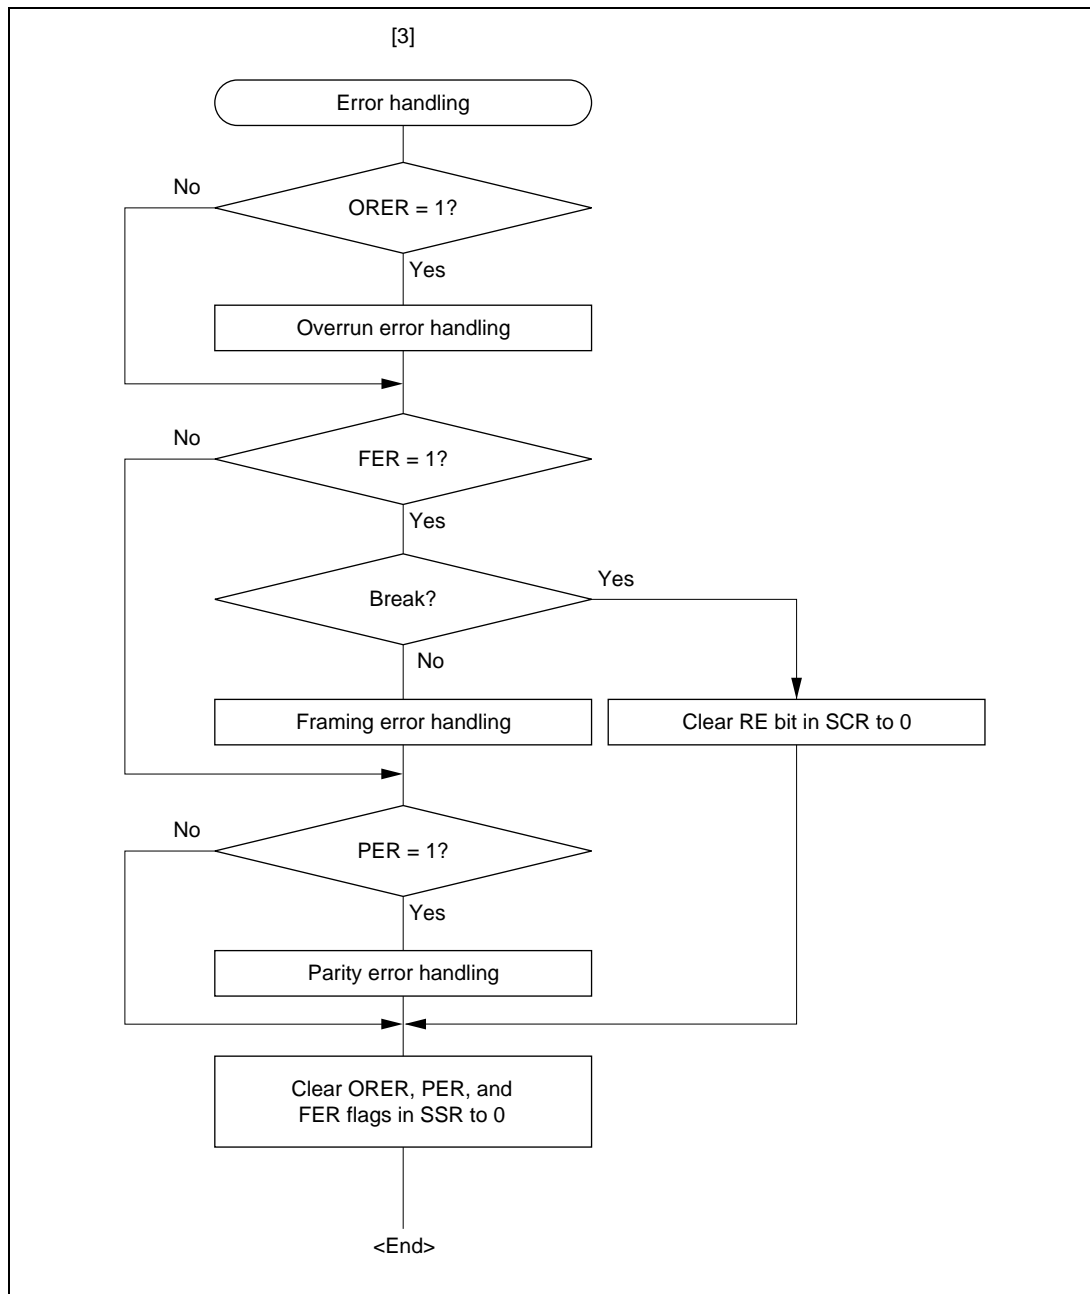 [3]
Error handling
No
ORER = 1?
Yes
Overrun error handling
No
FER = 1?
Yes
Yes
Break?
No
Framing error handling
Clear RE bit in SCR to 0
No
PER = 1?
Yes
Parity error handling
Clear ORER, PER, and
FER flags in SSR to 0
<End>